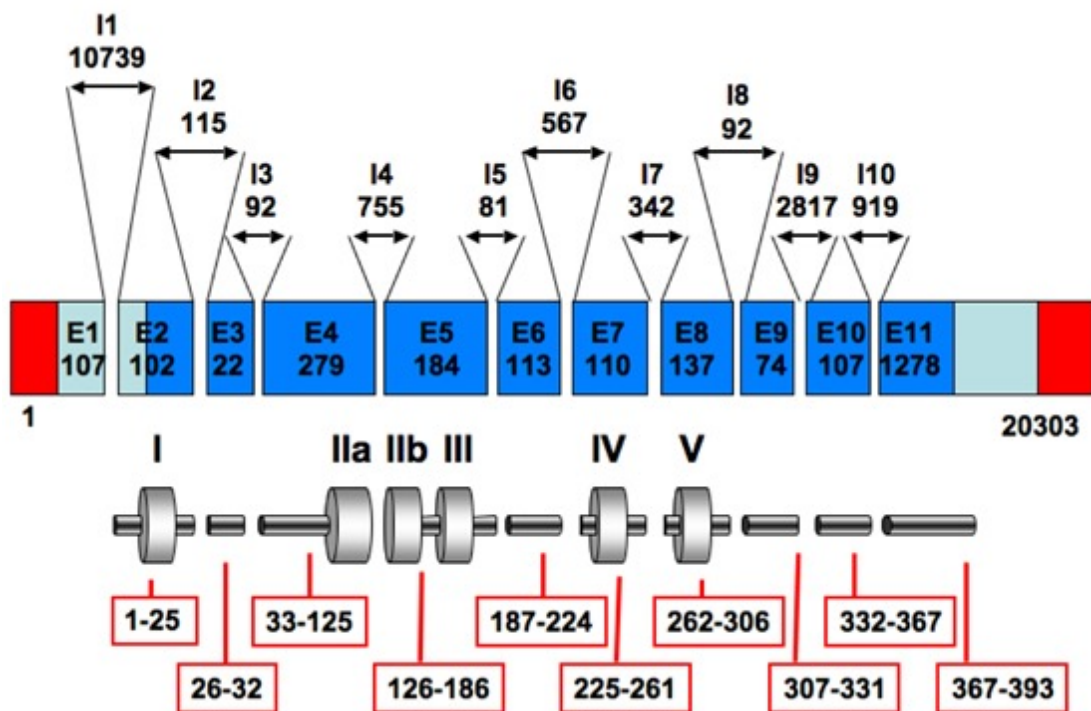 I1
10739
I2
115
I3
92
I4
755
I5
81
I6
567
I7
342
I8
92
I9
2817
I10
919
E1
107
E2
102
E3
22
E4
279
E5
184
E6
113
E7
110
E8
137
E9
74
E10
107
E11
1278
1
20303
I
IIa
IIb
III
IV
V
1-25
33-125
187-224
262-306
332-367
26-32
126-186
225-261
307-331
367-393